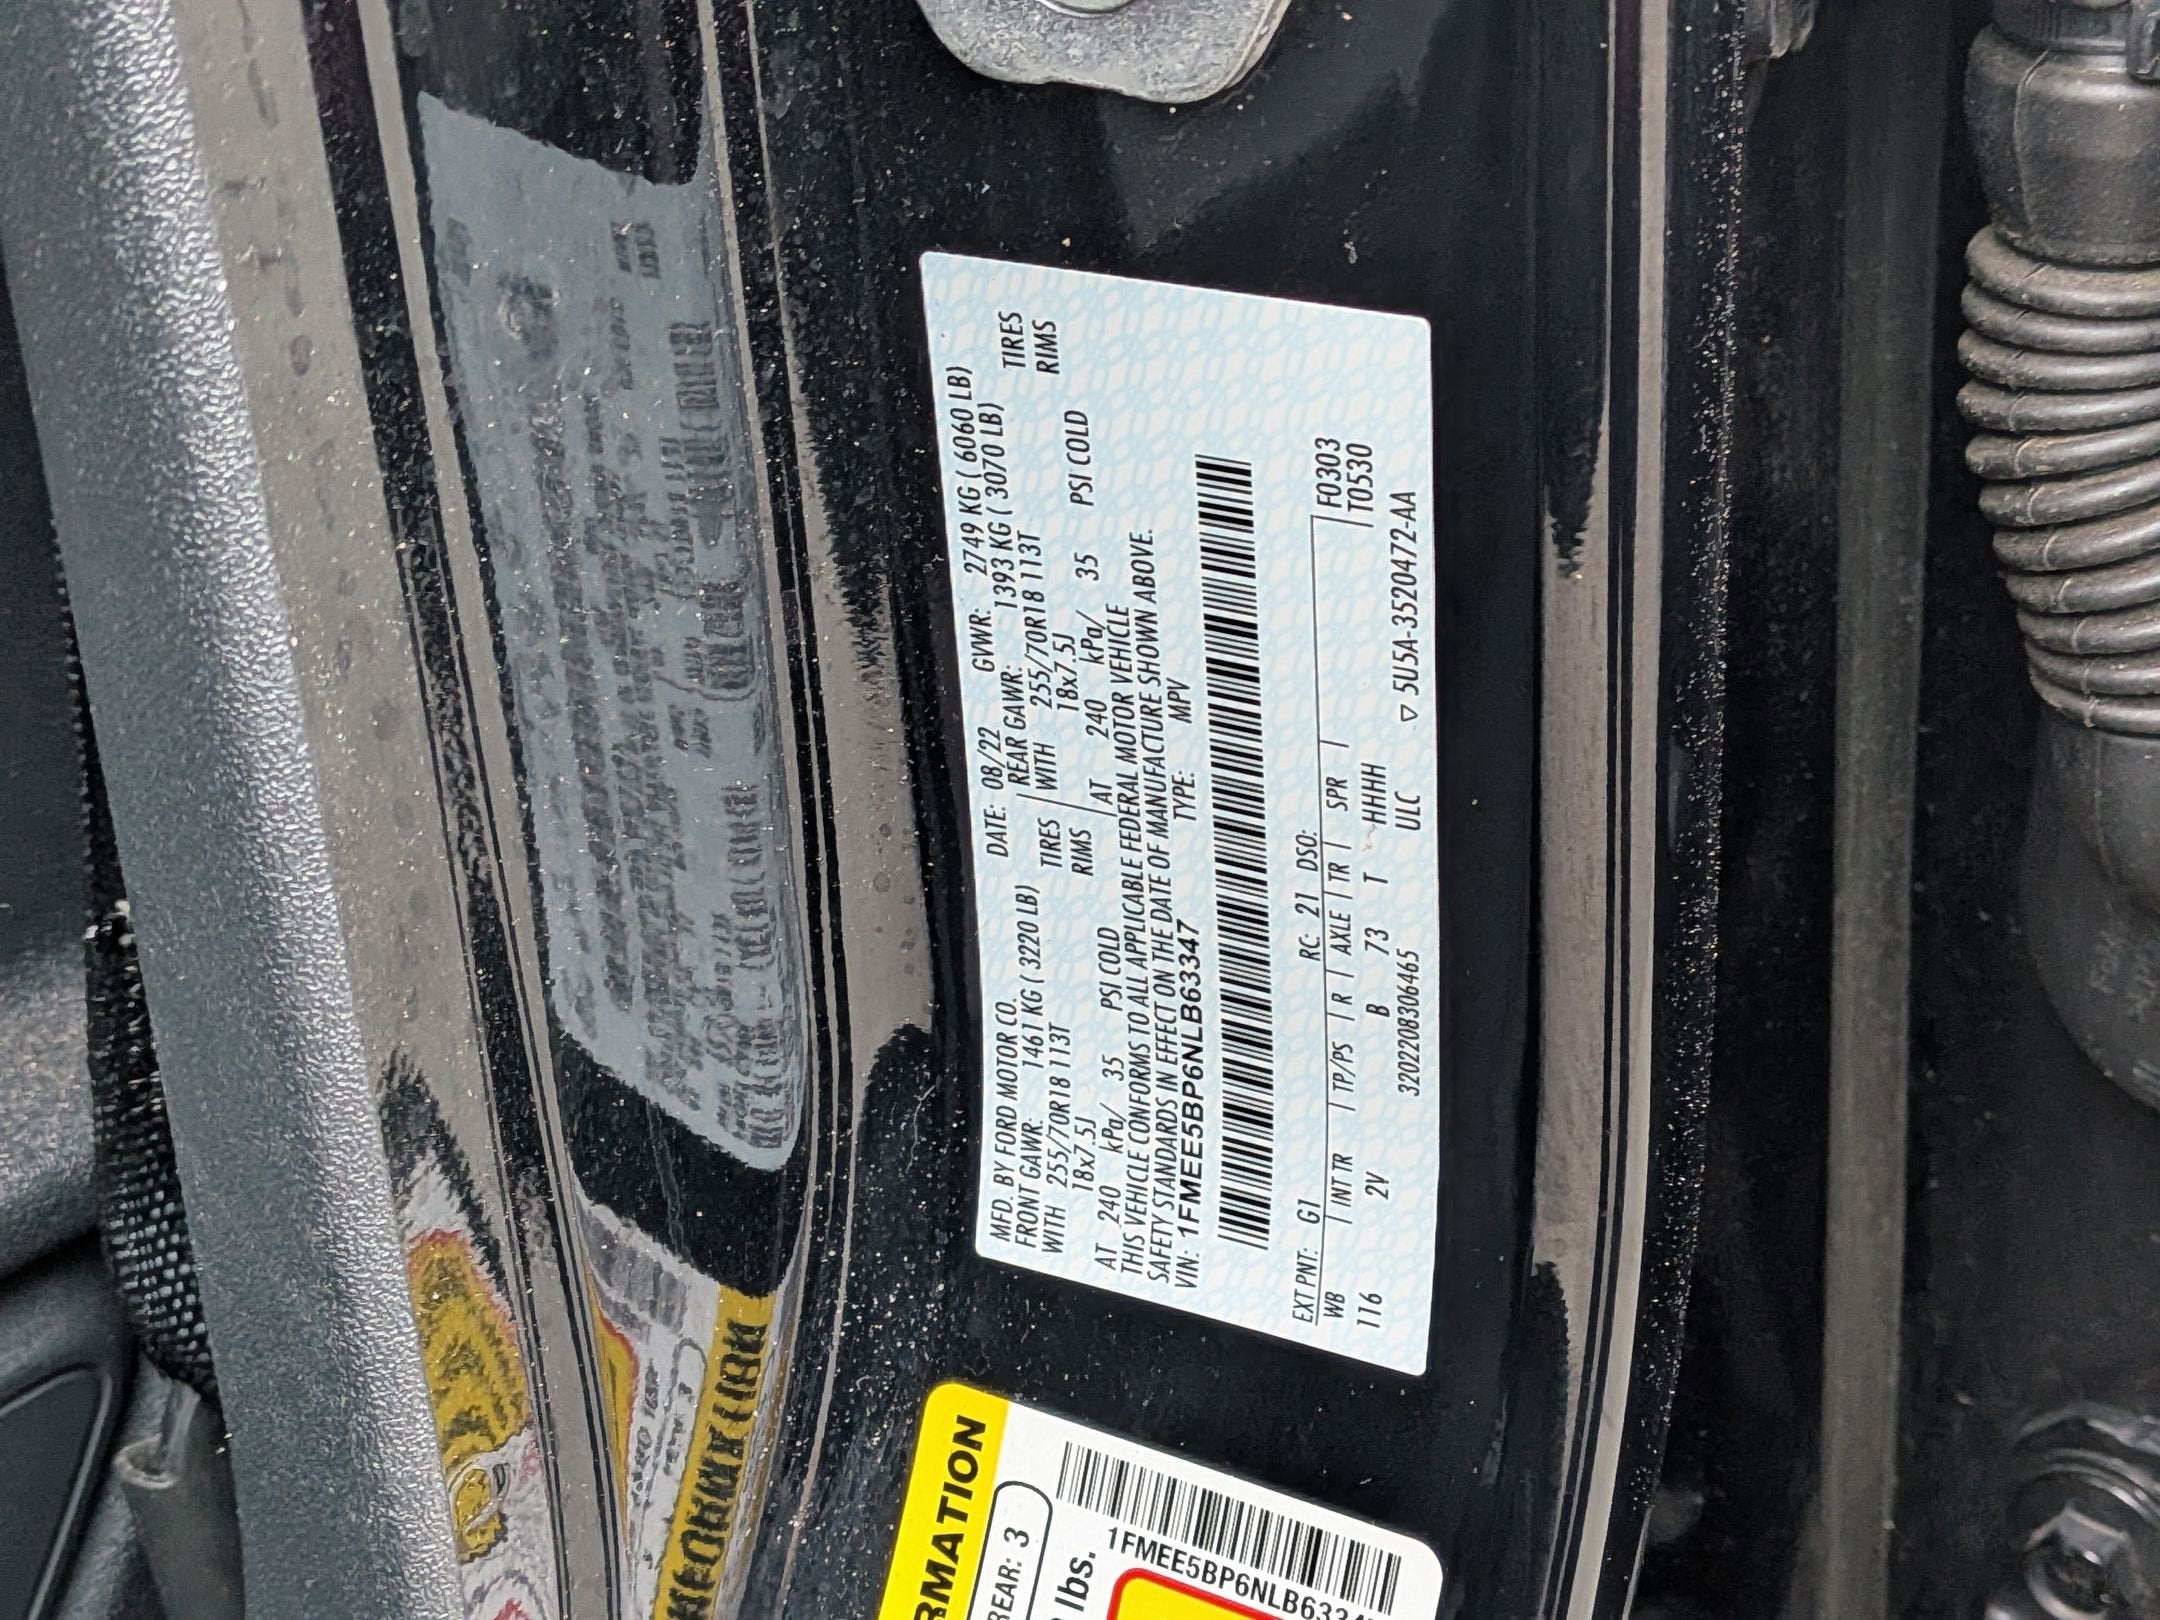 MFD. BY FORD MOTOR CO. DATE: 08/22 GVWR: 2749 KG ( 6060 LB)
FRONT GAWR: 1461 KG ( 3220 LB) REAR GAWR: 1393 KG ( 3070 LB)
WITH 255/70R18 113T TIRES WITH 255/70R18 113T TIRES
18x7.5J RIMS 18x7.5J RIMS
AT 240 kPa/ 35 PSI COLD AT 240 kPa/ 35 PSI COLD
THIS VEHICLE CONFORMS TO ALL APPLICABLE FEDERAL MOTOR VEHICLE
SAFETY STANDARDS IN EFFECT ON THE DATE OF MANUFACTURE SHOWN ABOVE.
VIN: 1FMEE5BP6NLB63347 TYPE: MPV
EXT PNT: G1 RC: 21 DSO: F0303
WB INT TR TP/PS R AXLE TR SPR T0530
116 2V B 73 T HHHH
3202208306465 ULC ▽ 5U5A-3520472-AA
RMATION
REAR: 3
lbs.
1FMEE5BP6NLB6334